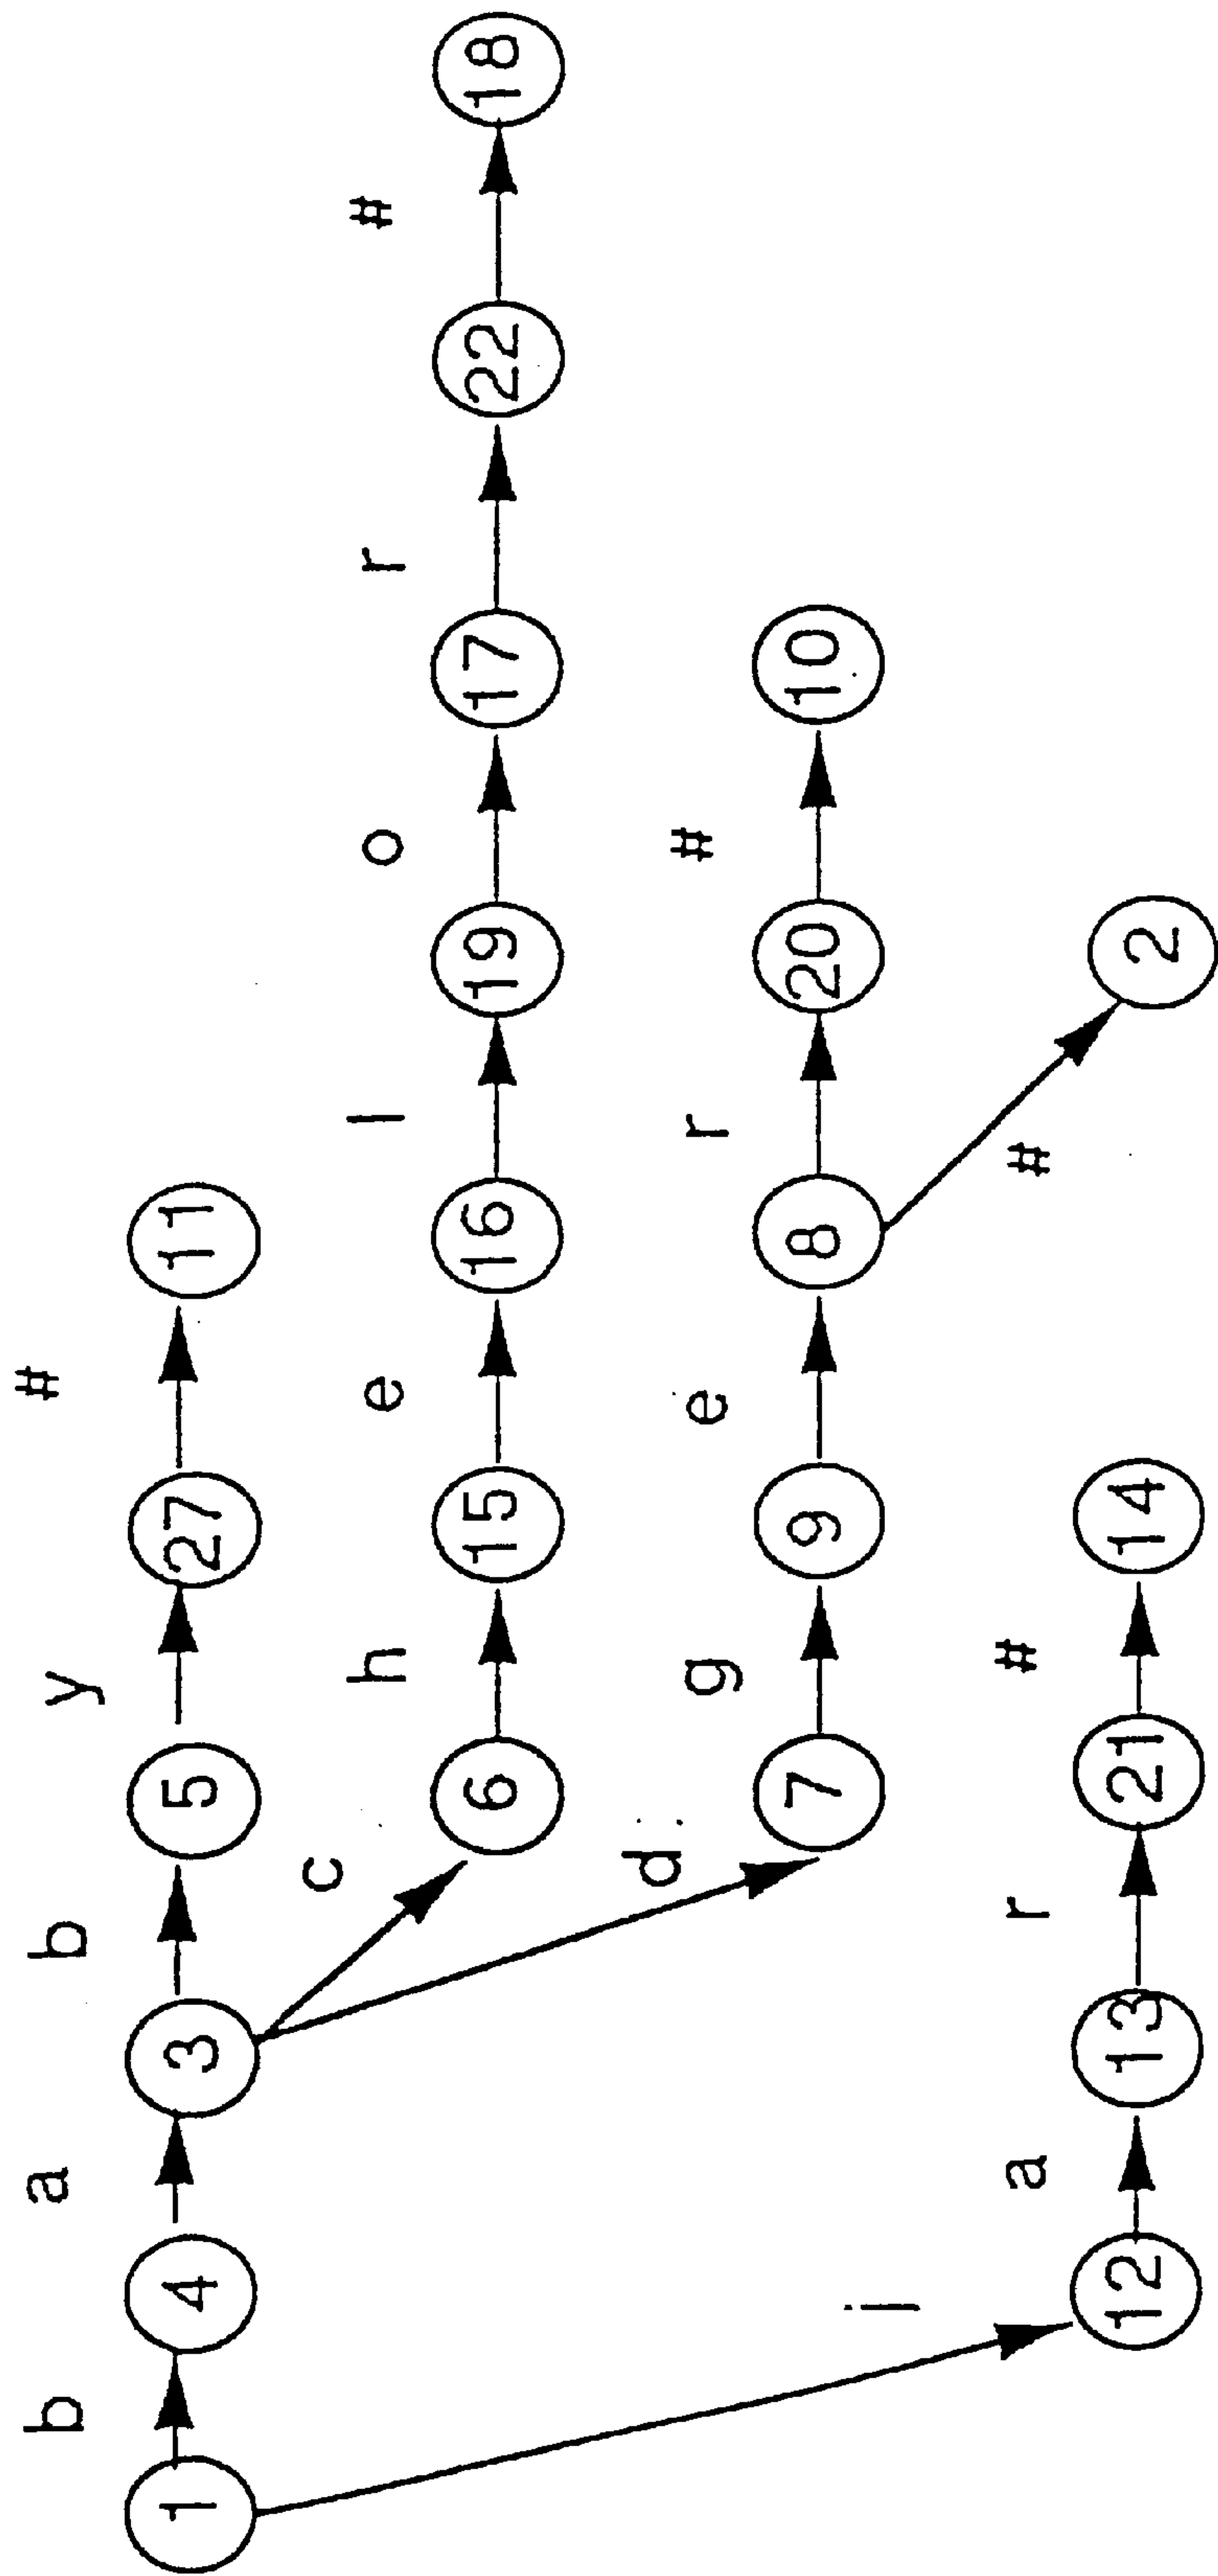 b a b y #
1 4 3 5 27 11
c h e l o r #
6 15 16 19 17 22 18
d g e r #
7 9 8 20 10
j
a r # #
12 13 21 14 2